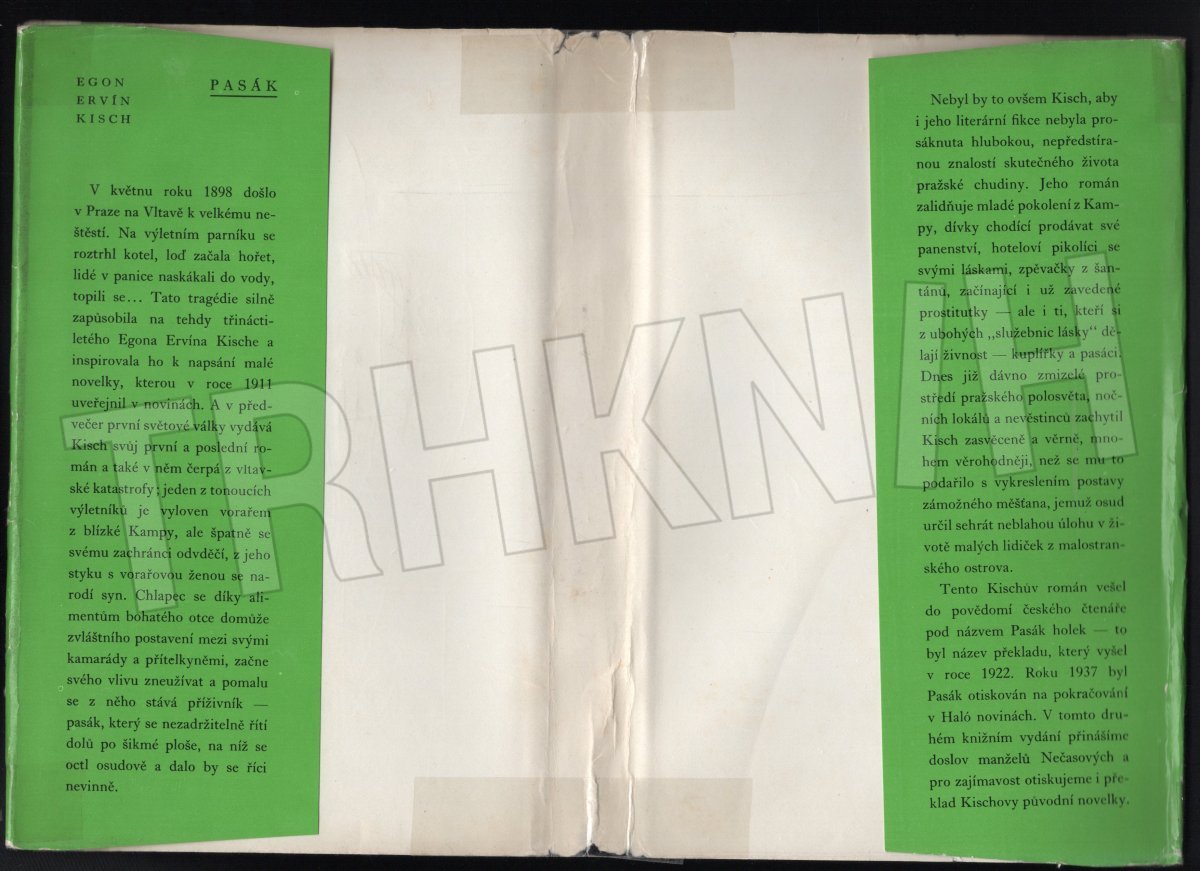 EGON
ERVÍN
KISCH
PASÁK
V květnu roku 1898 došlo
v Praze na Vltavě k velkému ne-
štěstí. Na výletním parníku se
roztrhl kotel, loď začala hořet,
lidé v panice naskákali do vody,
topili se... Tato tragédie silně
zapůsobila na tehdy třinácti-
letého Egona Ervína Kische a
inspirovala ho k napsání malé
novelky, kterou v roce 1911
uveřejnil v novinách. A v před-
večer první světové války vydává
Kisch svůj první a poslední ro-
mán a také v něm čerpá z vltav-
ské katastrofy: jeden z tonoucích
výletníků je vyloven vorařem
z blízké Kampy, ale špatně se
svému zachránci odvděčí, z jeho
styku s vorařovou ženou se na-
rodí syn. Chlapec se díky ali-
mentům bohatého otce domůže
zvláštního postavení mezi svými
kamarády a přítelkyněmi, začne
svého vlivu zneužívat a pomalu
se z něho stává příživník —
pasák, který se nezadržitelně řítí
dolů po šikmé ploše, na níž se
octl osudově a dalo by se říci
nevinně.
Nebyl by to ovšem Kisch, aby
i jeho literární fikce nebyla pro-
sáknuta hlubokou, nepředstíra-
nou znalostí skutečného života
pražské chudiny. Jeho román
zalidňuje mladé pokolení z Kam-
py, dívky chodící prodávat své
panenství, hoteloví pikolíci se
svými láskami, zpěvačky z šan-
tánů, začínající i už zavedené
prostitutky — ale i ti, kteří si
z ubohých „služebnic lásky" dě-
lají živnost — kuplířky a pasáci.
Dnes již dávno zmizelé pro-
středí pražského polosvěta, noč-
ních lokálů a nevěstinců zachytil
Kisch zasvěceně a věrně, mno-
hem věrohodněji, než se mu to
podařilo s vykreslením postavy
zámožného měšťana, jemuž osud
určil sehrát neblahou úlohu v ži-
votě malých lidiček z malostran-
ského ostrova.
Tento Kischův román vešel
do povědomí českého čtenáře
pod názvem Pasák holek — to
byl název překladu, který vyšel
v roce 1922. Roku 1937 byl
Pasák otiskován na pokračování
v Haló novinách. V tomto dru-
hém knižním vydání přinášíme
doslov manželů Nečasových a
pro zajímavost otiskujeme i pře-
klad Kischovy původní novelky.
TRHKNIH